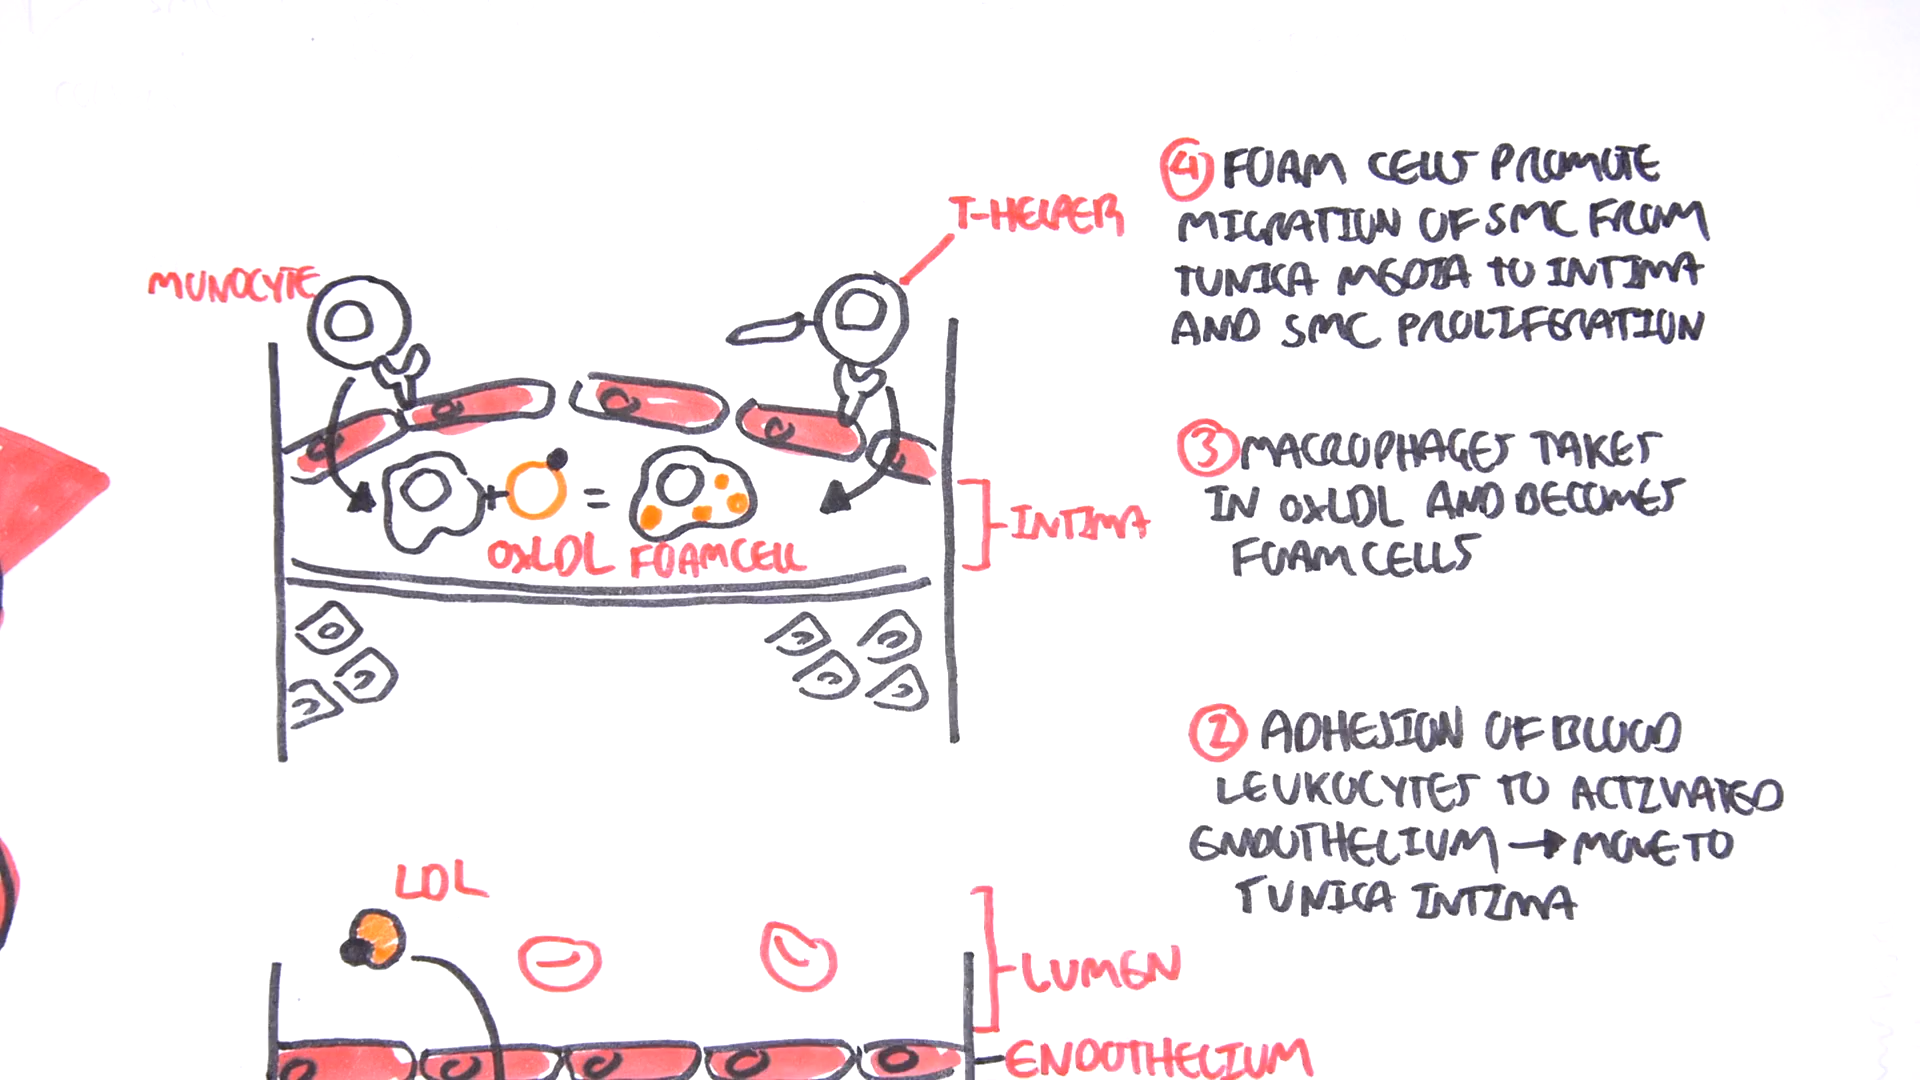 T-HELPER
MONOCYTE
+
=
OXLDL FOAM CELL
INTIMA
4 FOAM CELLS PROMOTE
MIGRATION OF SMC FROM
TUNICA MEDIA TO INTIMA
AND SMC PROLIFERATION
3 MACROPHAGES TAKES
IN OXLDL AND BECOMES
FOAM CELLS
2 ADHESION OF BLOOD
LEUKOCYTES TO ACTIVATED
ENDOTHELIUM → MOVE TO
TUNICA INTIMA
LDL
LUMEN
ENDOTHELIUM